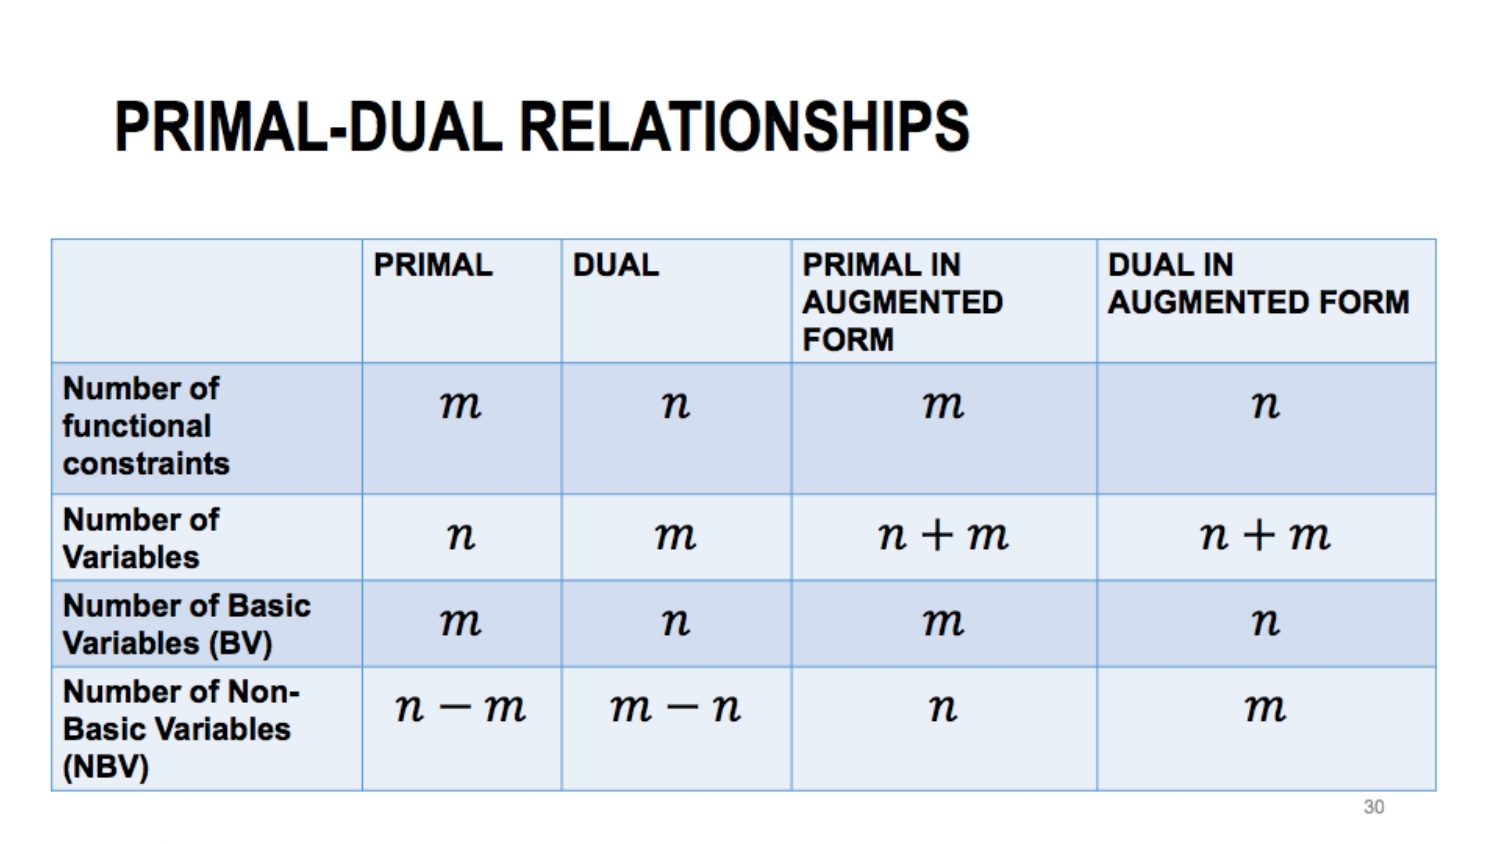 PRIMAL-DUAL RELATIONSHIPS
PRIMAL
DUAL
PRIMAL IN
AUGMENTED
FORM
DUAL IN
AUGMENTED FORM
Number of
functional
constraints
m
n
m
n
Number of
Variables
n
m
n + m
n + m
Number of Basic
Variables (BV)
m
n
m
n
Number of Non-
Basic Variables
(NBV)
n − m
m − n
n
m
30